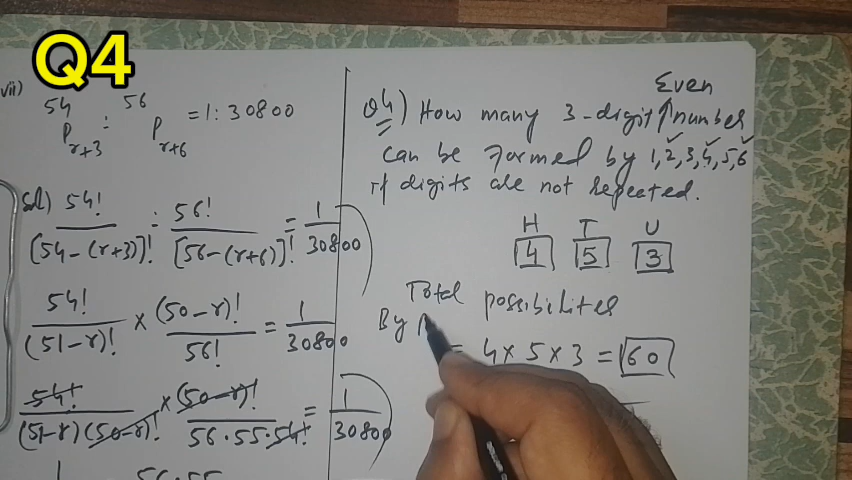 Q4
vii)
54P r+3 : 56P r+6 = 1 : 30800
Sol) 54! / [54-(r+3)]! : 56! / [56-(r+6)]! = 1 / 30800
54! / (51-r)! × (50-r)! / 56! = 1 / 30800
54! / (51-r)(50-r)! × (50-r)! / 56.55.54! = 1 / 30800
1 56.55
Even
Q4) How many 3-digit number
can be formed by 1,2,3,4,5,6
if digits are not repeated.
H T U
4 5 3
Total possibilites
By
= 4 × 5 × 3 = 60